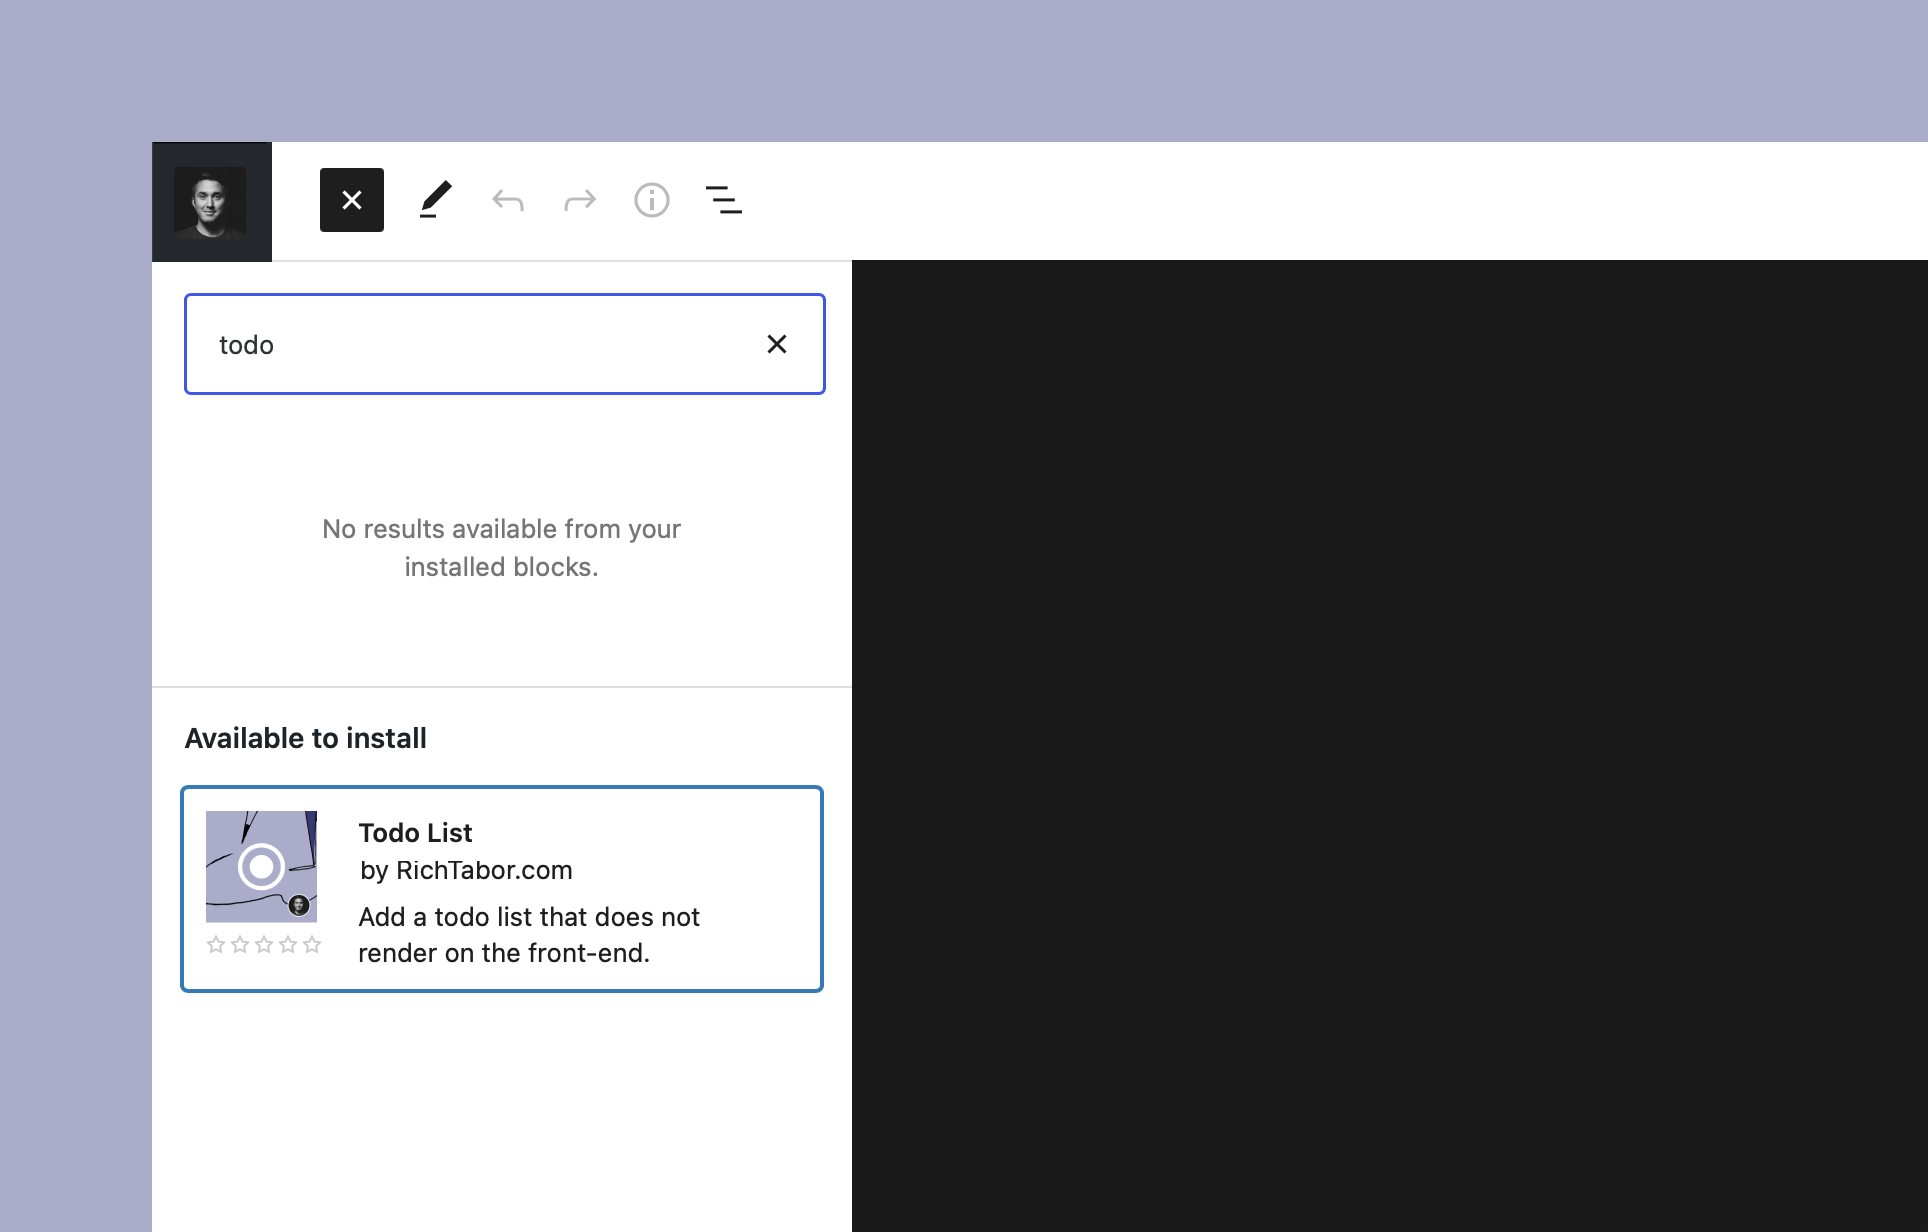 todo
No results available from your
installed blocks.
Available to install
Todo List
by RichTabor.com
Add a todo list that does not
render on the front-end.